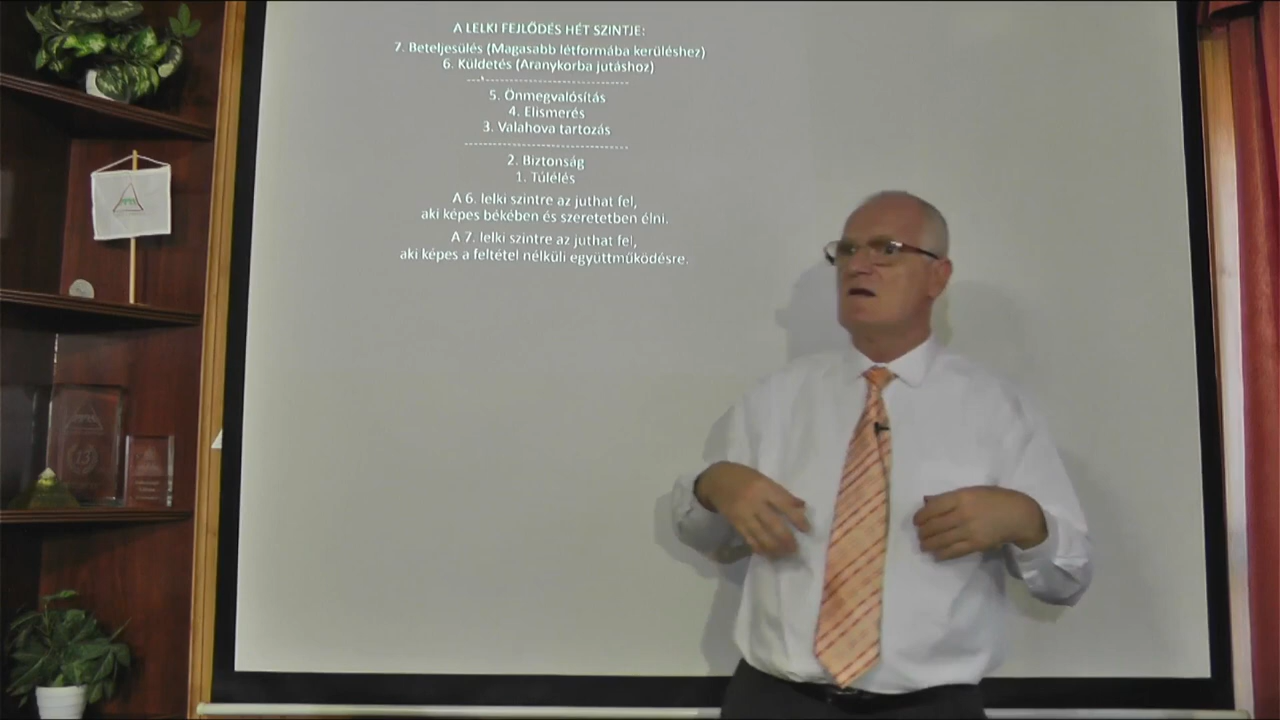 A LELKI FEJLŐDÉS HÉT SZINTJE:
7. Beteljesülés (Magasabb létformába kerüléshez)
6. Küldetés (Aranykorba jutáshoz)
5. Önmegvalósítás
4. Elismerés
3. Valahova tartozás
2. Biztonság
1. Túlélés
A 6. lelki szintre az juthat fel,
aki képes békében és szeretetben élni.
A 7. lelki szintre az juthat fel,
aki képes a feltétel nélküli együttműködésre.
13